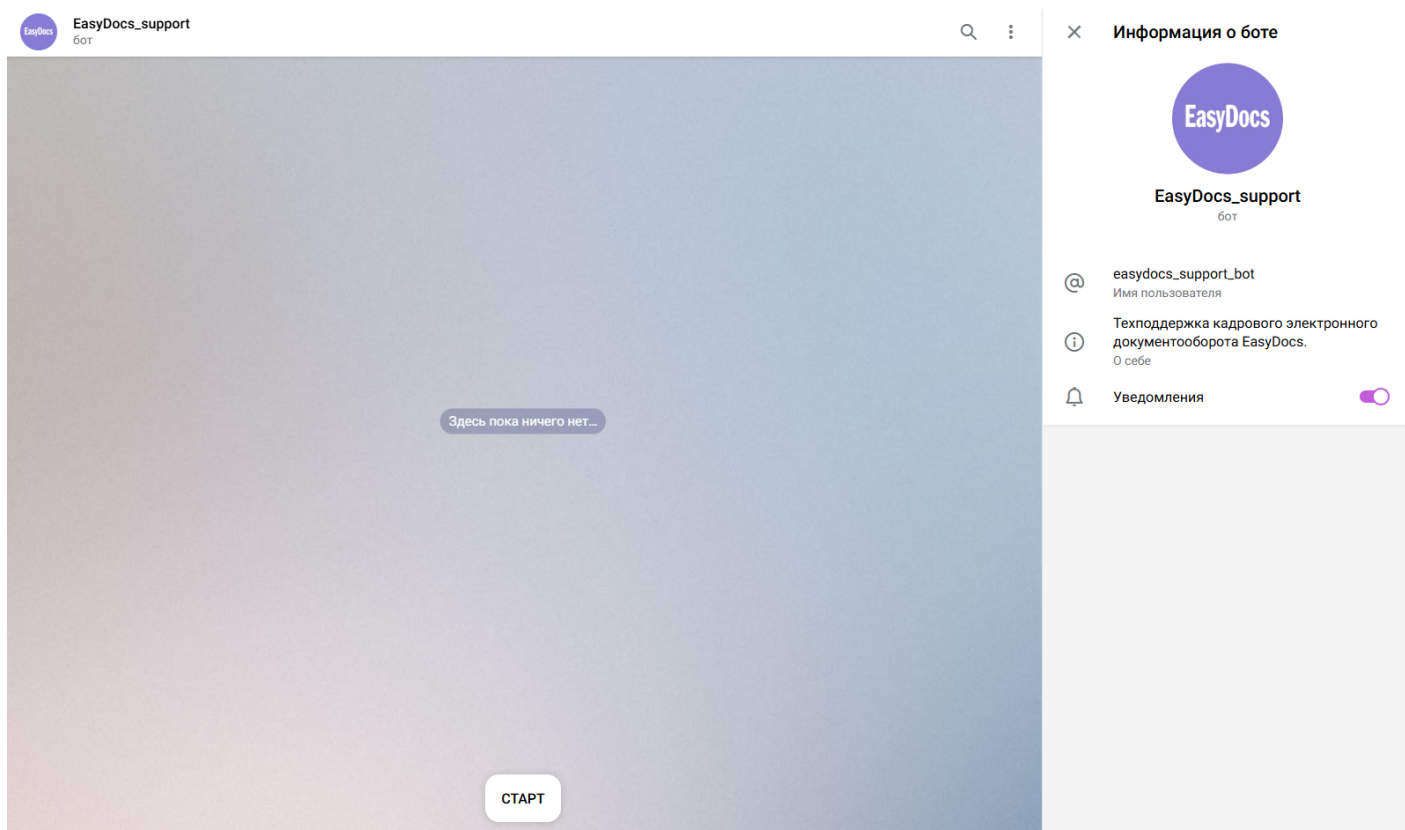 EasyDocs
EasyDocs_support
бот
Здесь пока ничего нет...
СТАРТ
Информация о боте
EasyDocs
EasyDocs_support
бот
easydocs_support_bot
Имя пользователя
Техподдержка кадрового электронного
документооборота EasyDocs.
О себе
Уведомления